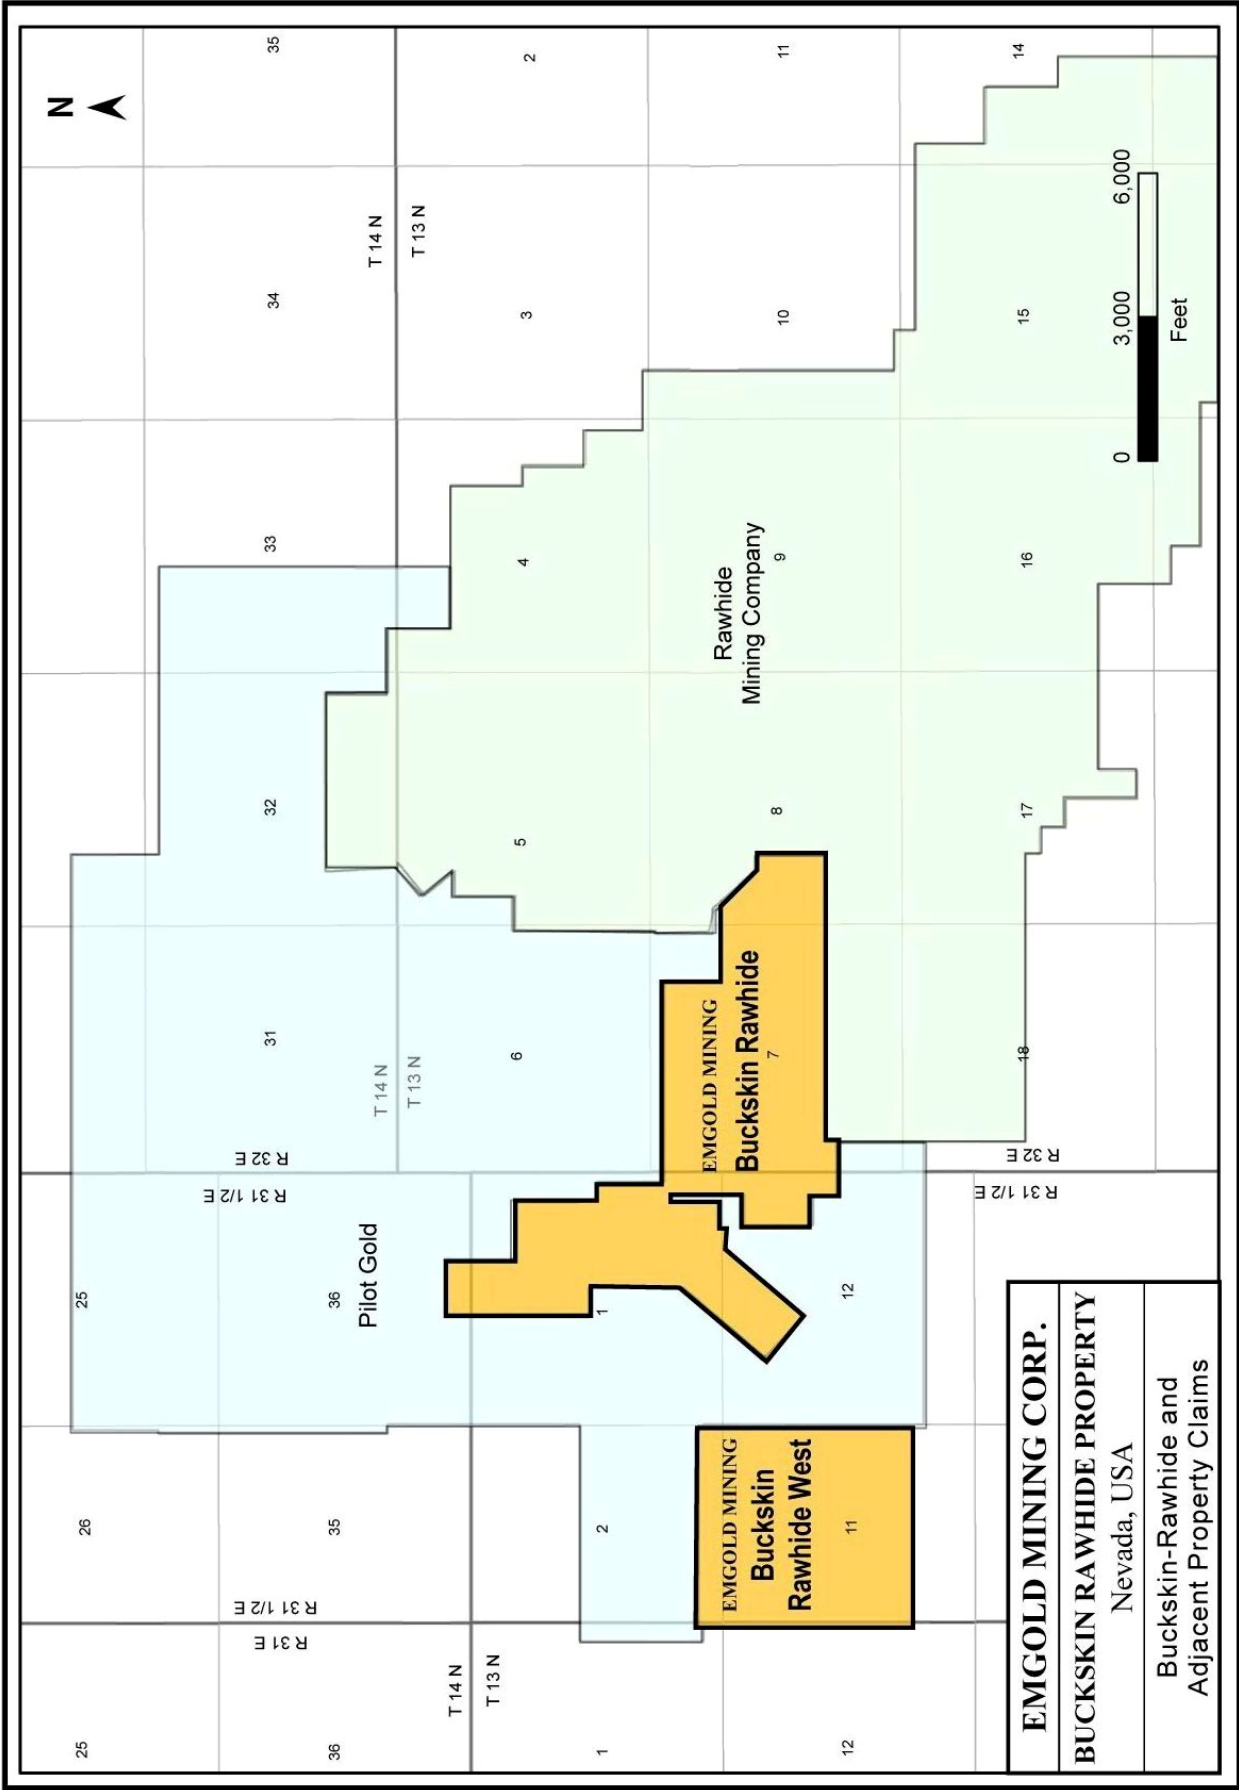 N
25
26
25
R 31 E
R 31 1/2 E
R 31 1/2 E
R 32 E
31
32
33
34
35
36
35
36
Pilot Gold
T 14 N
T 13 N
T 14 N
T 13 N
T 14 N
T 13 N
6
5
4
3
2
1
2
1
Rawhide
Mining Company
EMGOLD MINING
Buckskin Rawhide
7
8
9
10
11
EMGOLD MINING
Buckskin
Rawhide West
12
11
12
18
17
16
15
14
R 31 1/2 E
R 32 E
0 3,000 6,000
Feet
EMGOLD MINING CORP.
BUCKSKIN RAWHIDE PROPERTY
Nevada, USA
Buckskin-Rawhide and
Adjacent Property Claims